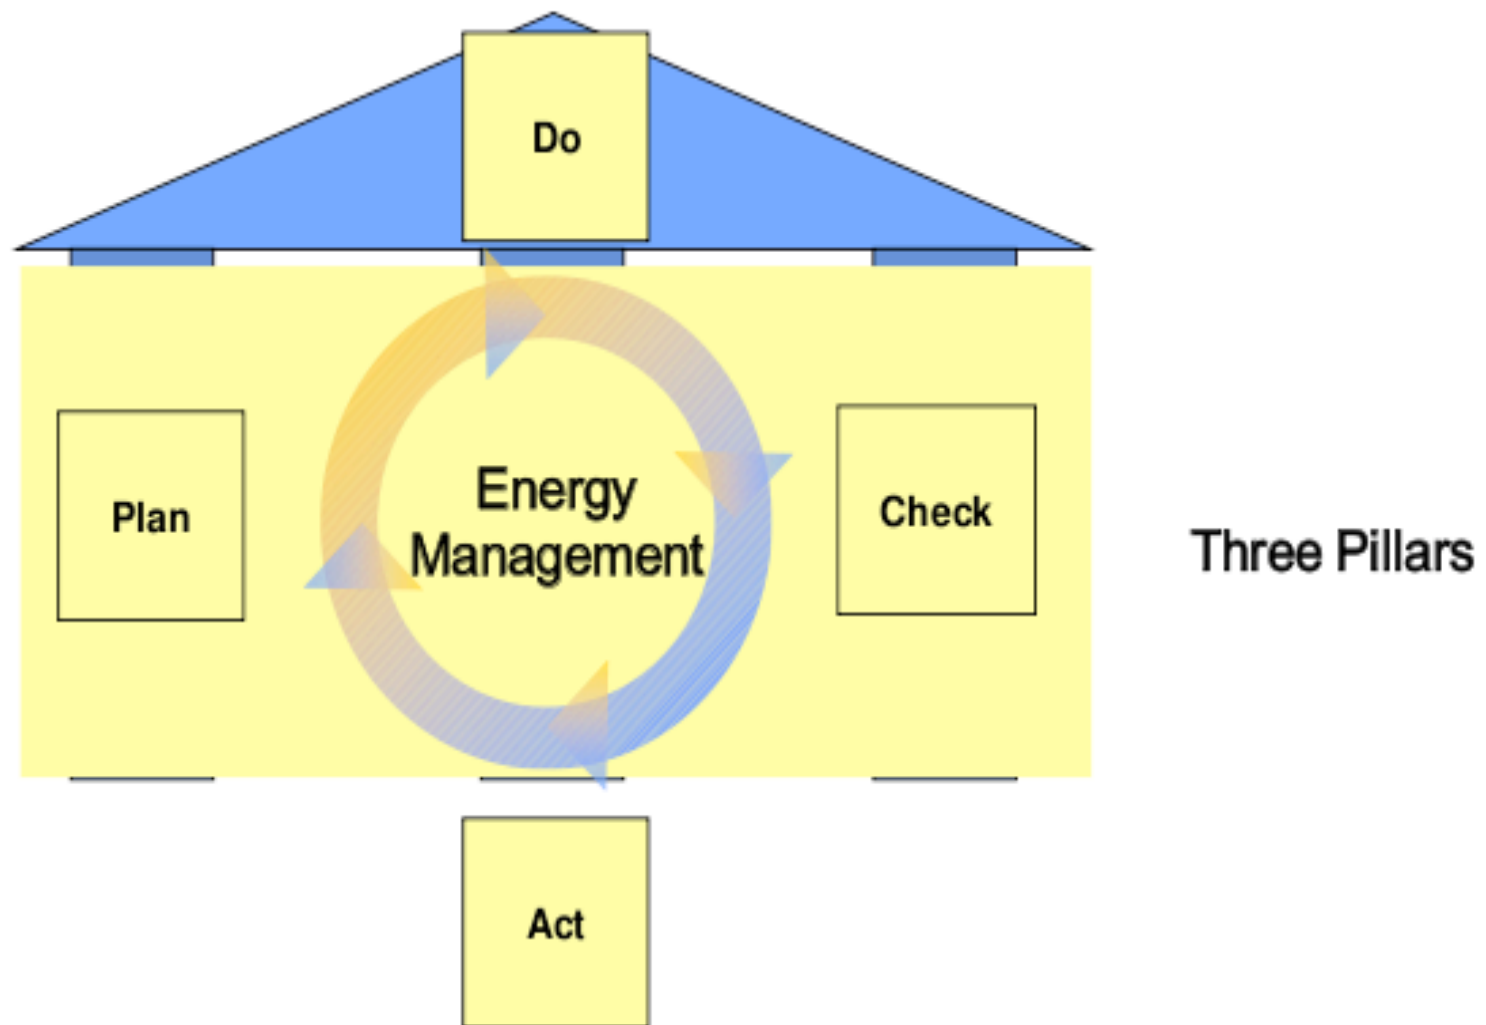 Do
Plan
Energy
Management
Check
Three Pillars
Act